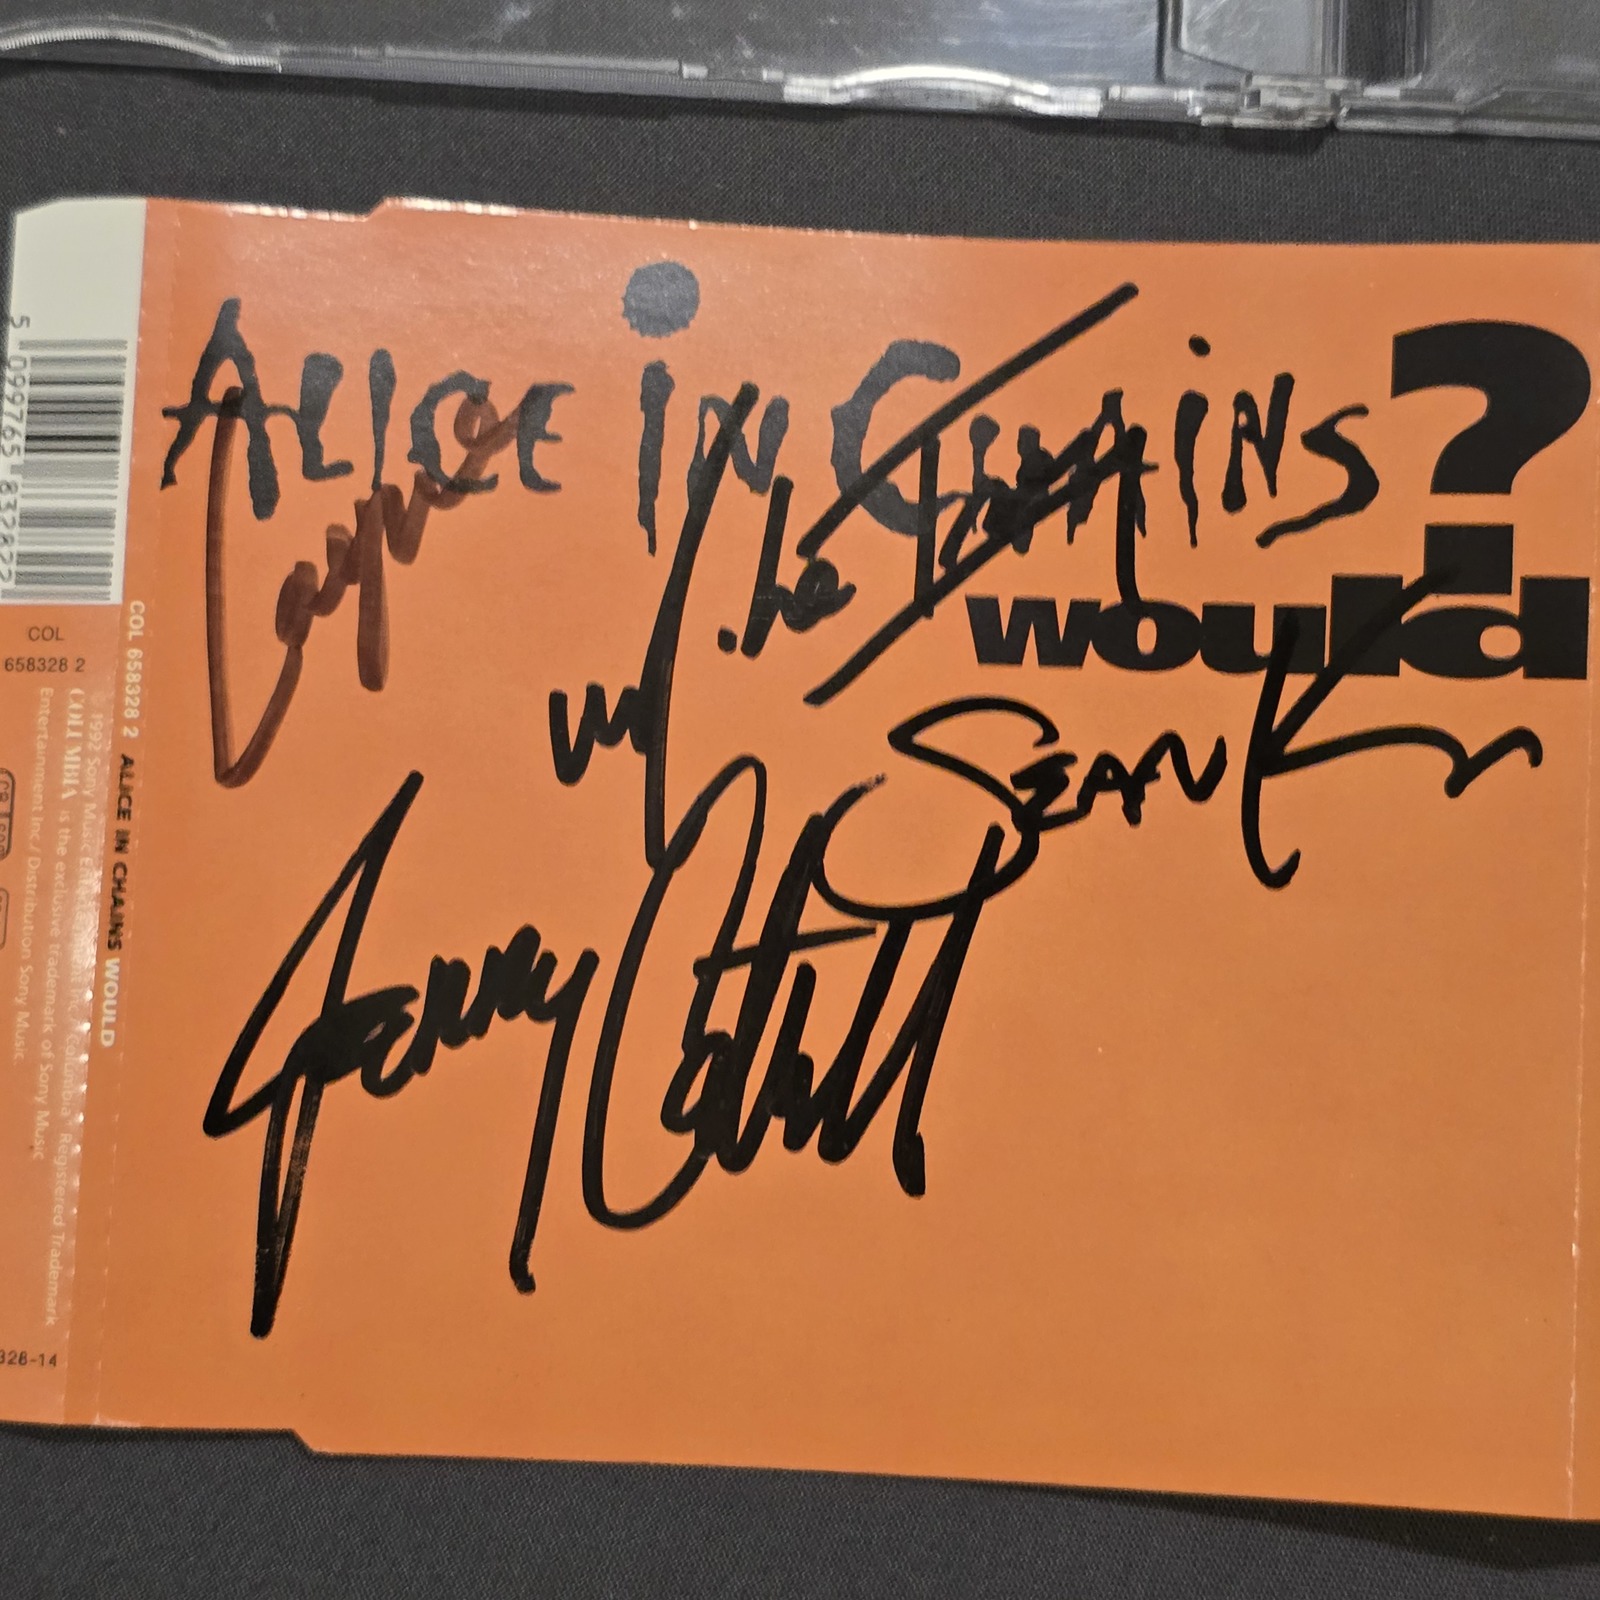 ALICE iN CHAiNS
?
would
Layne
Mike
SEAN K
Jerry Cantrell
5 099765 832822
COL
658328 2
COL 658328 2 ALICE IN CHAINS WOULD
1992 Sony Music Entertainment Inc./"Columbia" Registered Trademark
COLUMBIA is the exclusive trademark of Sony Music
Entertainment Inc./ Distribution Sony Music
328-14